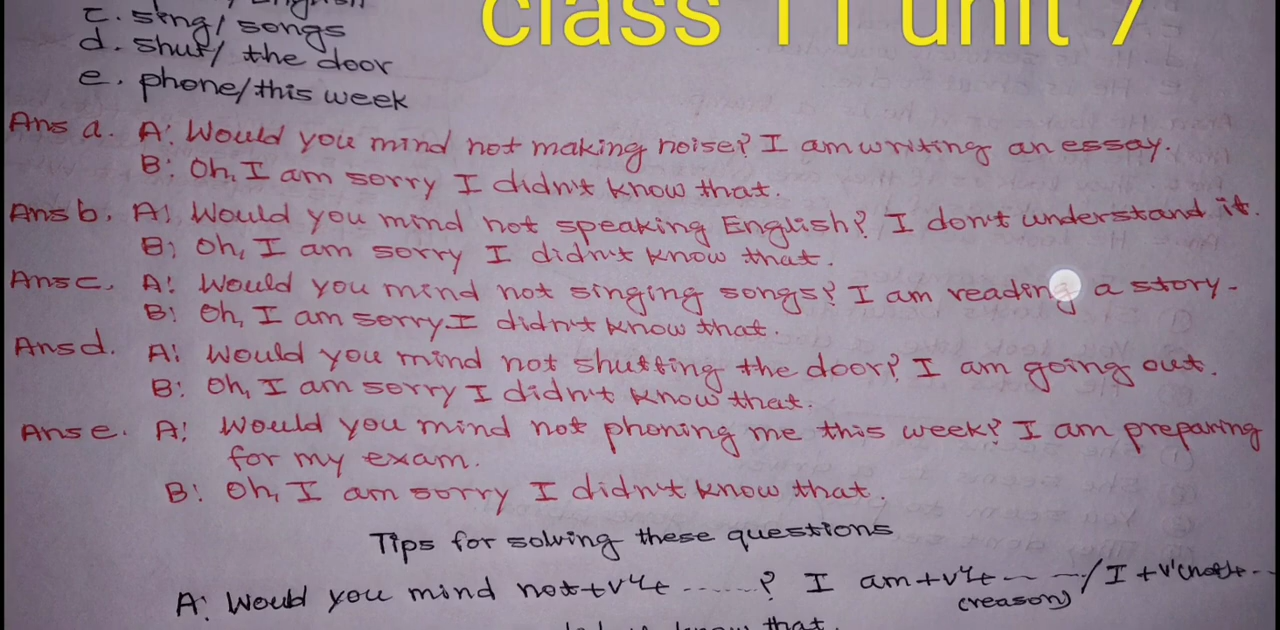 English
class 11 unit 7
c. sing/ songs
d. shut/ the door
e. phone/this week
Ans a. A: Would you mind not making noise? I am writing an essay.
B: Oh, I am sorry I didn't know that.
Ans b. A: Would you mind not speaking English? I don't understand it.
B: Oh, I am sorry I didn't know that.
Ans c. A: Would you mind not singing songs? I am reading a story.
B: Oh, I am sorry. I didn't know that.
Ans d. A: Would you mind not shutting the door? I am going out.
B: Oh, I am sorry I didn't know that.
Ans e. A: Would you mind not phoning me this week? I am preparing
for my exam.
B: Oh, I am sorry I didn't know that.
Tips for solving these questions
A: Would you mind not+v4+ ......? I am+v4+ --- --/ I +v1(not)+ ---
(reason)
know that.